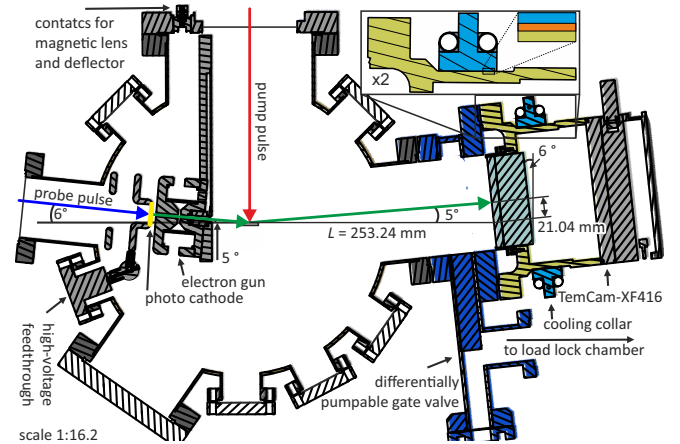 contatcs for
magnetic lens
and deflector
pump pulse
x2
probe pulse
6°
5 °
electron gun
photo cathode
high-voltage
feedthrough
L = 253.24 mm
5°
6 °
21.04 mm
TemCam-XF416
cooling collar
to load lock chamber
differentially
pumpable gate valve
scale 1:16.2